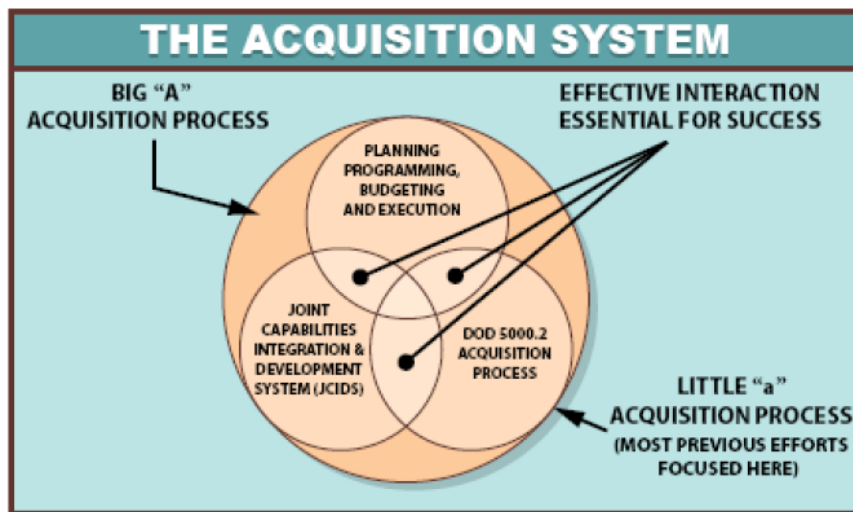 THE ACQUISITION SYSTEM
BIG “A”
ACQUISITION PROCESS
EFFECTIVE INTERACTION
ESSENTIAL FOR SUCCESS
PLANNING
PROGRAMMING,
BUDGETING
AND EXECUTION
JOINT
CAPABILITIES
INTEGRATION &
DEVELOPMENT
SYSTEM (JCIDS)
DOD 5000.2
ACQUISITION
PROCESS
LITTLE “a”
ACQUISITION PROCESS
(MOST PREVIOUS EFFORTS
FOCUSED HERE)